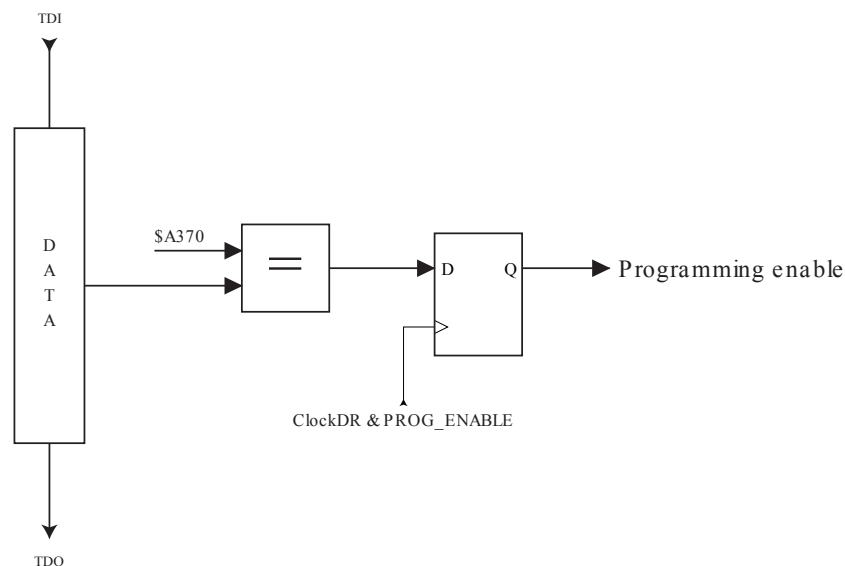 TDI
D
A
T
A
$A370
=
D
Q
Programming enable
ClockDR & PROG_ENABLE
TDO